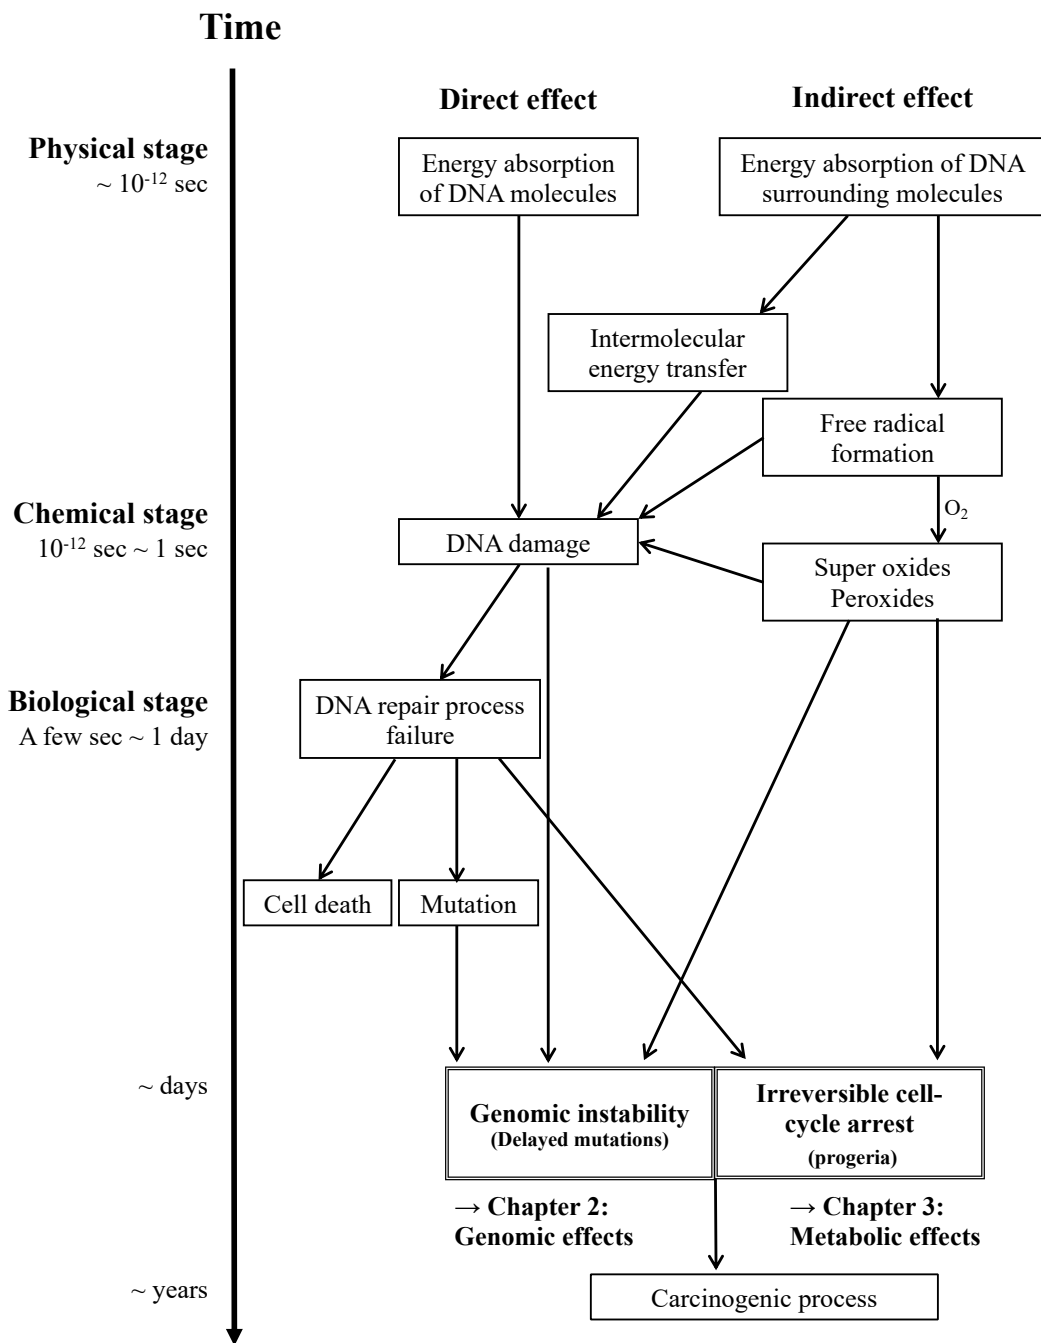 Time
Direct effect
Indirect effect
Physical stage
~ 10⁻¹² sec
Energy absorption
of DNA molecules
Energy absorption of DNA
surrounding molecules
Intermolecular
energy transfer
Free radical
formation
O₂
Chemical stage
10⁻¹² sec ~ 1 sec
DNA damage
Super oxides
Peroxides
Biological stage
A few sec ~ 1 day
DNA repair process
failure
Cell death
Mutation
~ days
Genomic instability
(Delayed mutations)
Irreversible cell-
cycle arrest
(progeria)
→ Chapter 2:
Genomic effects
→ Chapter 3:
Metabolic effects
~ years
Carcinogenic process